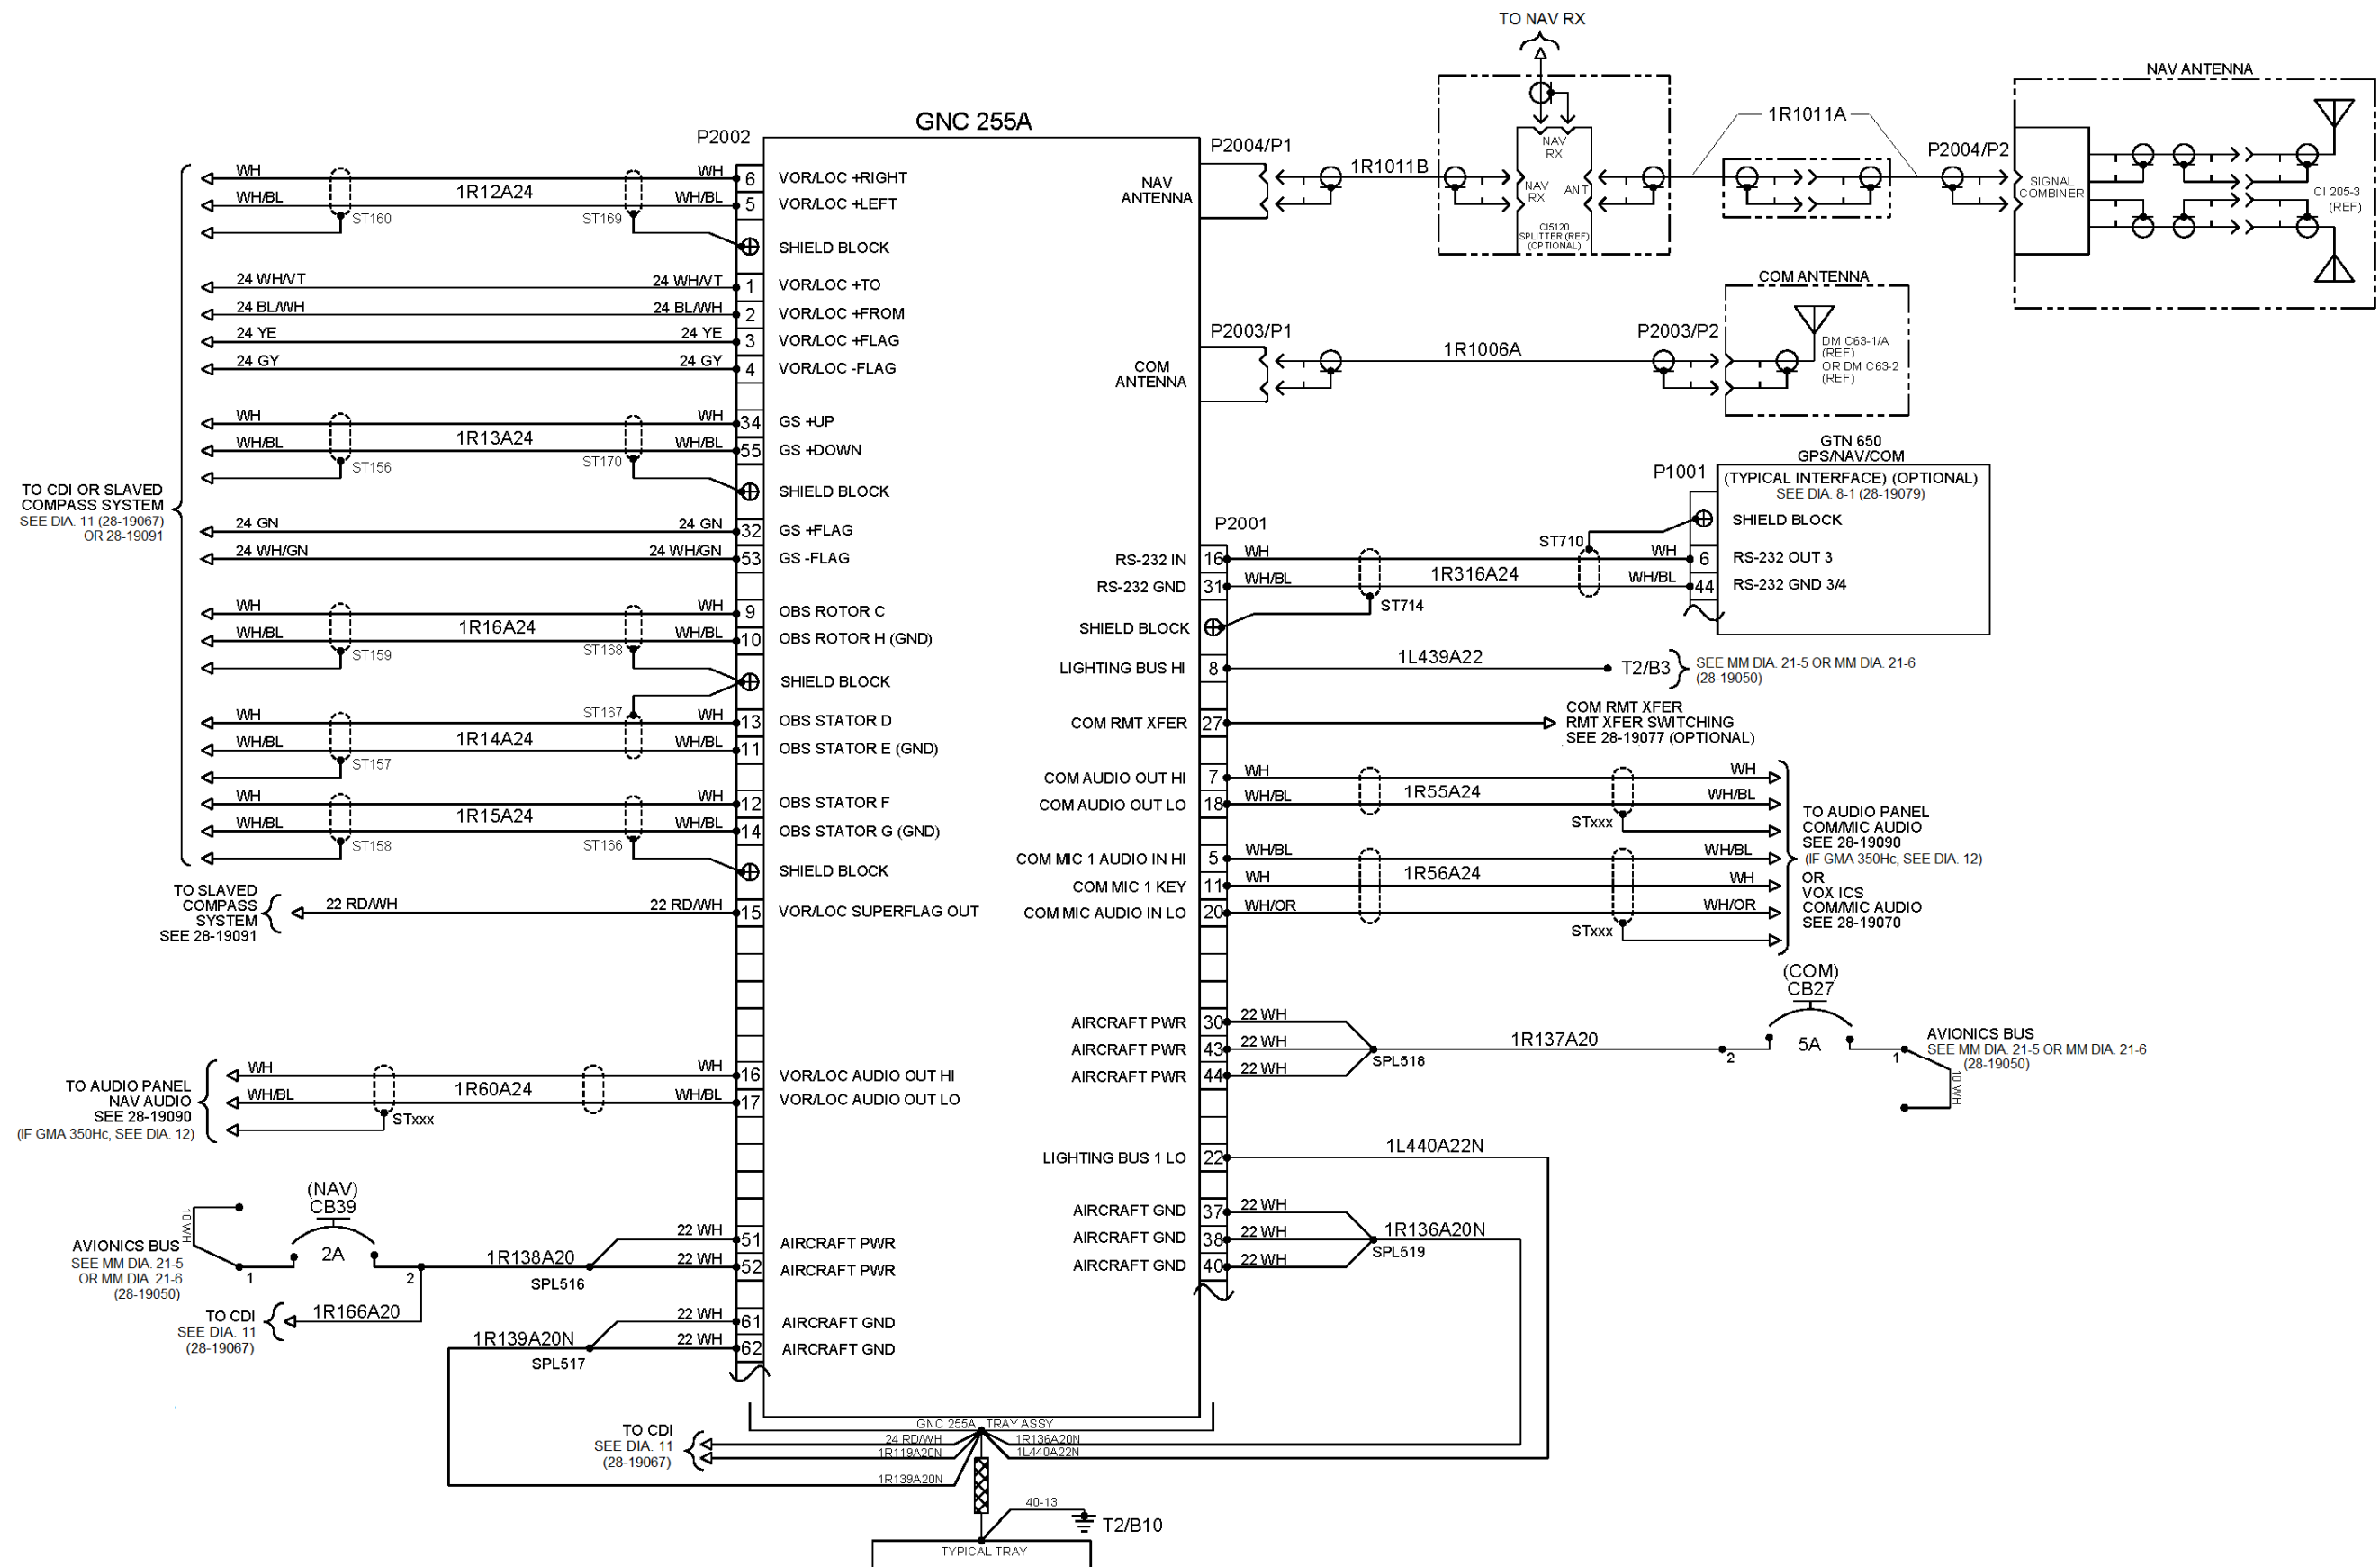 TO NAV RX
NAV ANTENNA
GNC 255A
P2002
P2004/P1
1R1011B
NAV
RX
NAV
RX
ANT
CI5120
SPLITTER (REF)
(OPTIONAL)
1R1011A
P2004/P2
SIGNAL
COMBINER
CI 205-3
(REF)
NAV
ANTENNA
COM ANTENNA
P2003/P1
1R1006A
P2003/P2
DM C63-1/A
(REF)
OR DM C63-2
(REF)
COM
ANTENNA
TO CDI OR SLAVED
COMPASS SYSTEM
SEE DIA. 11 (28-19067)
OR 28-19091
WH
1R12A24
WH
6
VOR/LOC +RIGHT
WH/BL
WH/BL
5
VOR/LOC +LEFT
ST160
ST169
SHIELD BLOCK
24 WH/VT
24 WH/VT
1
VOR/LOC +TO
24 BL/WH
24 BL/WH
2
VOR/LOC +FROM
24 YE
24 YE
3
VOR/LOC +FLAG
24 GY
24 GY
4
VOR/LOC -FLAG
WH
1R13A24
WH
34
GS +UP
WH/BL
WH/BL
55
GS +DOWN
ST156
ST170
SHIELD BLOCK
24 GN
24 GN
32
GS +FLAG
24 WH/GN
24 WH/GN
53
GS -FLAG
WH
1R16A24
WH
9
OBS ROTOR C
WH/BL
WH/BL
10
OBS ROTOR H (GND)
ST159
ST168
SHIELD BLOCK
ST167
WH
1R14A24
WH
13
OBS STATOR D
WH/BL
WH/BL
11
OBS STATOR E (GND)
ST157
WH
1R15A24
WH
12
OBS STATOR F
WH/BL
WH/BL
14
OBS STATOR G (GND)
ST158
ST166
SHIELD BLOCK
TO SLAVED
COMPASS
SYSTEM
SEE 28-19091
22 RD/WH
22 RD/WH
15
VOR/LOC SUPERFLAG OUT
TO AUDIO PANEL
NAV AUDIO
SEE 28-19090
(IF GMA 350Hc, SEE DIA. 12)
WH
1R60A24
WH
16
VOR/LOC AUDIO OUT HI
WH/BL
WH/BL
17
VOR/LOC AUDIO OUT LO
STxxx
(NAV)
CB39
2A
10 WH
AVIONICS BUS
SEE MM DIA. 21-5
OR MM DIA. 21-6
(28-19050)
1
2
1R138A20
SPL516
22 WH
51
AIRCRAFT PWR
22 WH
52
AIRCRAFT PWR
TO CDI
SEE DIA. 11
(28-19067)
1R166A20
1R139A20N
SPL517
22 WH
61
AIRCRAFT GND
22 WH
62
AIRCRAFT GND
GTN 650
GPS/NAV/COM
P1001
(TYPICAL INTERFACE) (OPTIONAL)
SEE DIA. 8-1 (28-19079)
SHIELD BLOCK
P2001
ST710
RS-232 IN
16
WH
1R316A24
WH
6
RS-232 OUT 3
RS-232 GND
31
WH/BL
WH/BL
44
RS-232 GND 3/4
ST714
SHIELD BLOCK
LIGHTING BUS HI
8
1L439A22
T2/B3
SEE MM DIA. 21-5 OR MM DIA. 21-6
(28-19050)
COM RMT XFER
27
COM RMT XFER
RMT XFER SWITCHING
SEE 28-19077 (OPTIONAL)
COM AUDIO OUT HI
7
WH
1R55A24
WH
COM AUDIO OUT LO
18
WH/BL
WH/BL
STxxx
COM MIC 1 AUDIO IN HI
5
WH/BL
1R56A24
WH/BL
COM MIC 1 KEY
11
WH
WH
COM MIC AUDIO IN LO
20
WH/OR
WH/OR
STxxx
TO AUDIO PANEL
COM/MIC AUDIO
SEE 28-19090
(IF GMA 350Hc, SEE DIA. 12)
OR
VOX ICS
COM/MIC AUDIO
SEE 28-19070
AIRCRAFT PWR
30
22 WH
AIRCRAFT PWR
43
22 WH
AIRCRAFT PWR
44
22 WH
SPL518
1R137A20
2
(COM)
CB27
5A
1
10 WH
AVIONICS BUS
SEE MM DIA. 21-5 OR MM DIA. 21-6
(28-19050)
LIGHTING BUS 1 LO
22
1L440A22N
AIRCRAFT GND
37
22 WH
AIRCRAFT GND
38
22 WH
AIRCRAFT GND
40
22 WH
SPL519
1R136A20N
GNC 255A TRAY ASSY
TO CDI
SEE DIA. 11
(28-19067)
24 RD/WH
1R119A20N
1R139A20N
1R136A20N
1L440A22N
40-13
T2/B10
TYPICAL TRAY